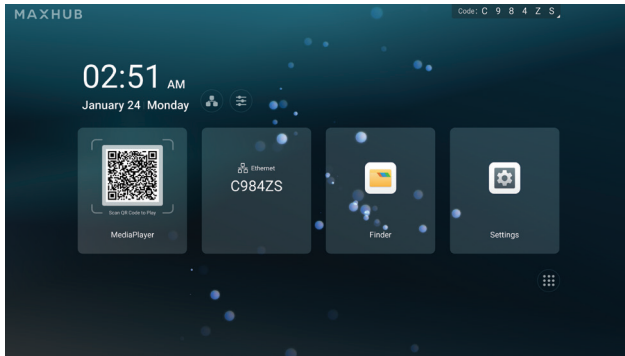 MAXHUB
Code: C 9 8 4 Z S
02:51 AM
January 24 Monday
Scan QR Code to Play
MediaPlayer
Ethernet
C984ZS
Finder
Settings